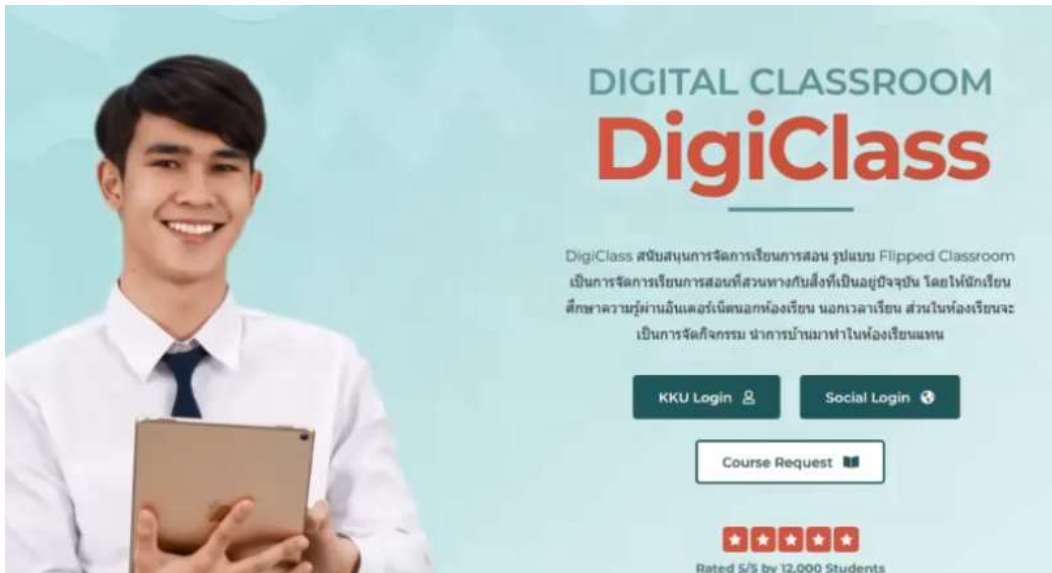 DIGITAL CLASSROOM
DigiClass
DigiClass สนับสนุนการจัดการเรียนการสอน รูปแบบ Flipped Classroom
เป็นการจัดการเรียนการสอนที่สวนทางกับสิ่งที่เป็นอยู่ปัจจุบัน โดยให้นักเรียน
ศึกษาความรู้ผ่านอินเตอร์เน็ตนอกห้องเรียน นอกเวลาเรียน ส่วนในห้องเรียนจะ
เป็นการจัดกิจกรรม นำการบ้านมาทำในห้องเรียนแทน
KKU Login
Social Login
Course Request
Rated 5/5 by 12,000 Students